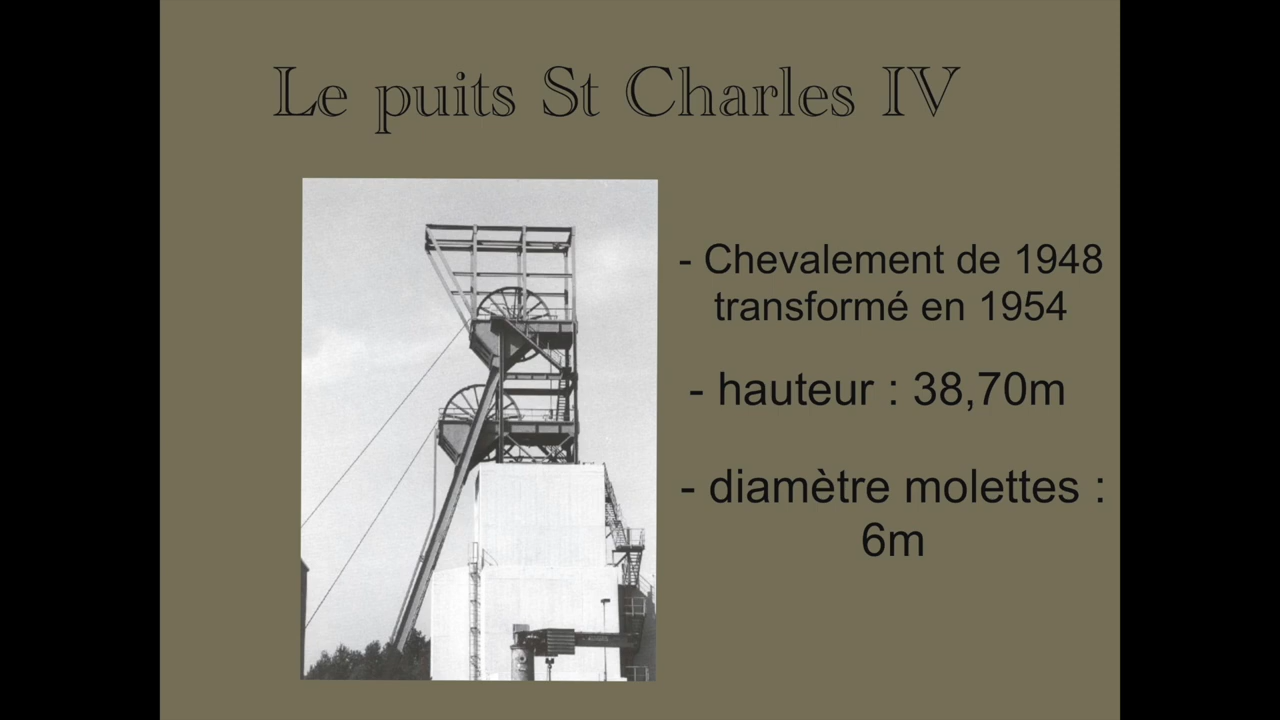 Le puits St Charles IV
- Chevalement de 1948
transformé en 1954
- hauteur : 38,70m
- diamètre molettes :
6m